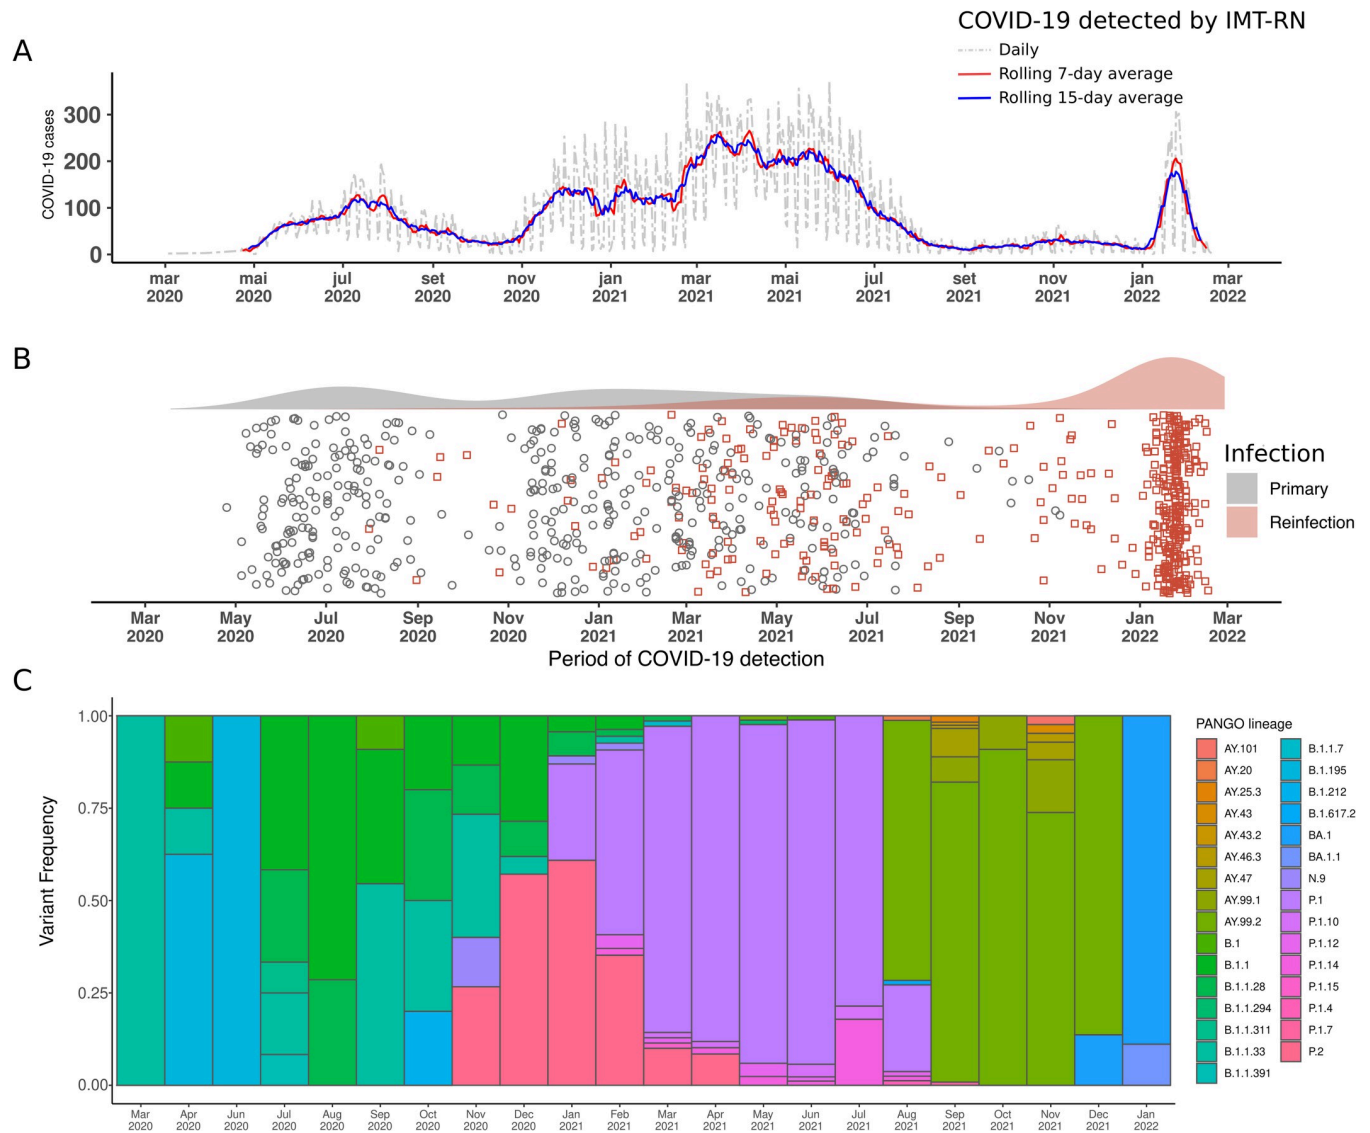 COVID-19 detected by IMT-RN
A
Daily
Rolling 7-day average
Rolling 15-day average
COVID-19 cases
300
200
100
0
mar mai jul set nov jan mar mai jul set nov jan mar
2020 2020 2020 2020 2020 2021 2021 2021 2021 2021 2021 2022 2022
B
Infection
Primary
Reinfection
Mar May Jul Sep Nov Jan Mar May Jul Sep Nov Jan Mar
2020 2020 2020 2020 2020 2021 2021 2021 2021 2021 2021 2022 2022
Period of COVID-19 detection
C
Variant Frequency
1.00
0.75
0.50
0.25
0.00
PANGO lineage
AY.101
AY.20
AY.25.3
AY.43
AY.43.2
AY.46.3
AY.47
AY.99.1
AY.99.2
B.1
B.1.1
B.1.1.28
B.1.1.294
B.1.1.311
B.1.1.33
B.1.1.391
B.1.1.7
B.1.195
B.1.212
B.1.617.2
BA.1
BA.1.1
N.9
P.1
P.1.10
P.1.12
P.1.14
P.1.15
P.1.4
P.1.7
P.2
Mar Apr Jun Jul Aug Sep Oct Nov Dec Jan Feb Mar Apr May Jun Jul Aug Sep Oct Nov Dec Jan
2020 2020 2020 2020 2020 2020 2020 2020 2020 2021 2021 2021 2021 2021 2021 2021 2021 2021 2021 2021 2021 2022